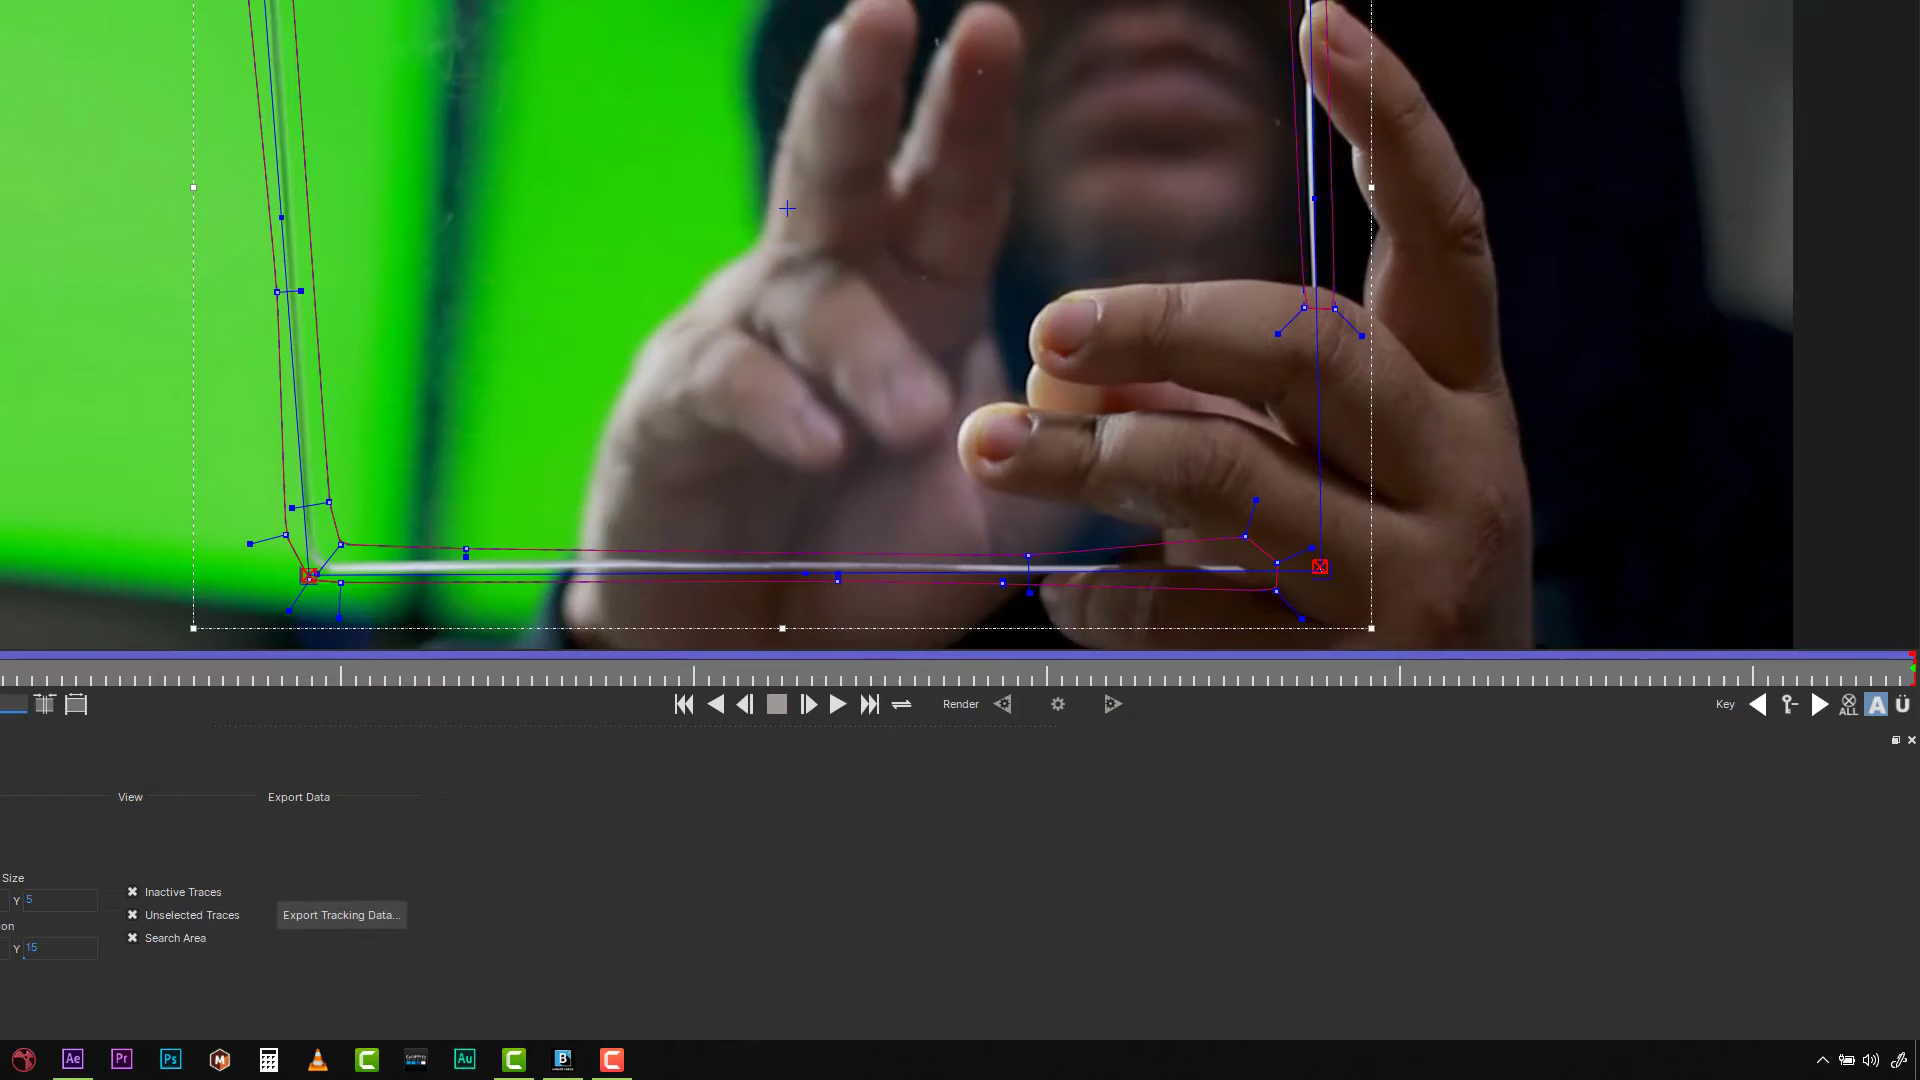 Render
Key
ALL
A
Ü
View
Export Data
Size
Y 5
Inactive Traces
Unselected Traces
Export Tracking Data...
on
Y 15
Search Area
Ae
Pr
Ps
M
C
GoPro
Au
C
B
C